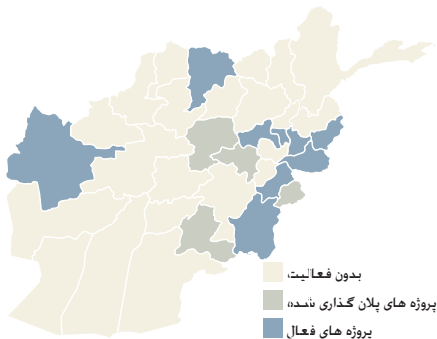 بدون فعالیت
پروژه های پلان گذاری شده
پروژه های فعال